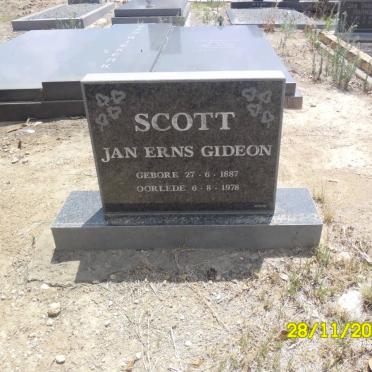 SCOTT
JAN ERNS GIDEON
GEBORE 27 - 6 - 1887
OORLEDE 6 - 8 - 1978
28/11/20